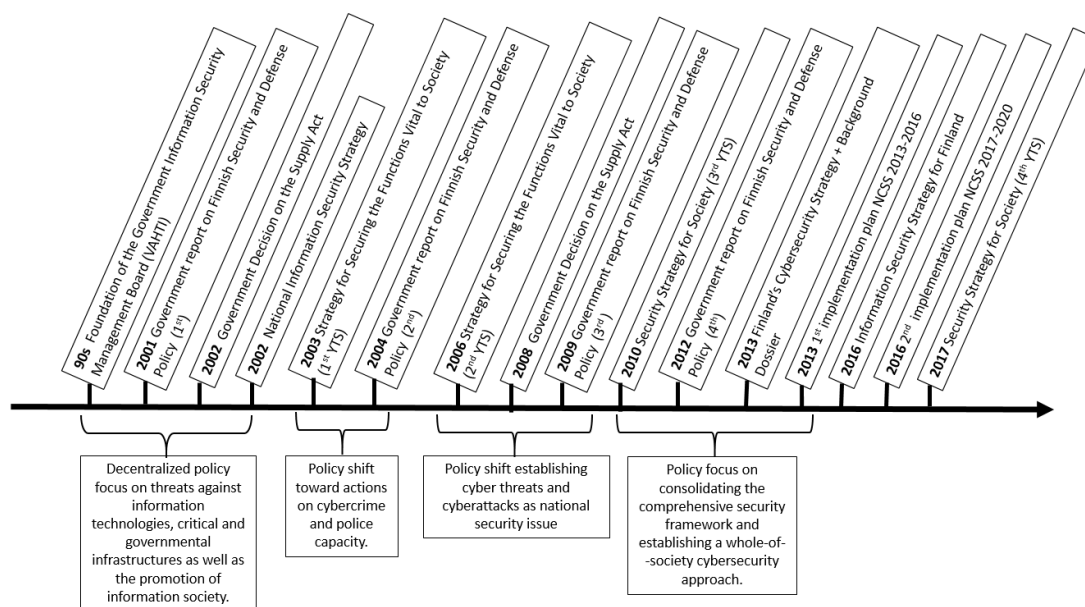 90s Foundation of the Government Information Security
Management Board (VAHTI)
2001 Government report on Finnish Security and Defense
Policy (1st)
2002 Government Decision on the Supply Act
2002 National Information Security Strategy
2003 Strategy for Securing the Functions Vital to Society
(1st YTS)
2004 Government report on Finnish Security and Defense
Policy (2nd)
2006 Strategy for Securing the Functions Vital to Society
(2nd YTS)
2008 Government Decision on the Supply Act
2009 Government report on Finnish Security and Defense
Policy (3rd)
2010 Security Strategy for Society (3rd YTS)
2012 Government report on Finnish Security and Defense
Policy (4th)
2013 Finland's Cybersecurity Strategy + Background
Dossier
2013 1st implementation plan NCSS 2013-2016
2016 Information Security Strategy for Finland
2016 2nd implementation plan NCSS 2017-2020
2017 Security Strategy for Society (4th YTS)
Decentralized policy
focus on threats against
information
technologies, critical and
governmental
infrastructures as well as
the promotion of
information society.
Policy shift
toward actions
on cybercrime
and police
capacity.
Policy shift establishing
cyber threats and
cyberattacks as national
security issue
Policy focus on
consolidating the
comprehensive security
framework and
establishing a whole-of-
-society cybersecurity
approach.